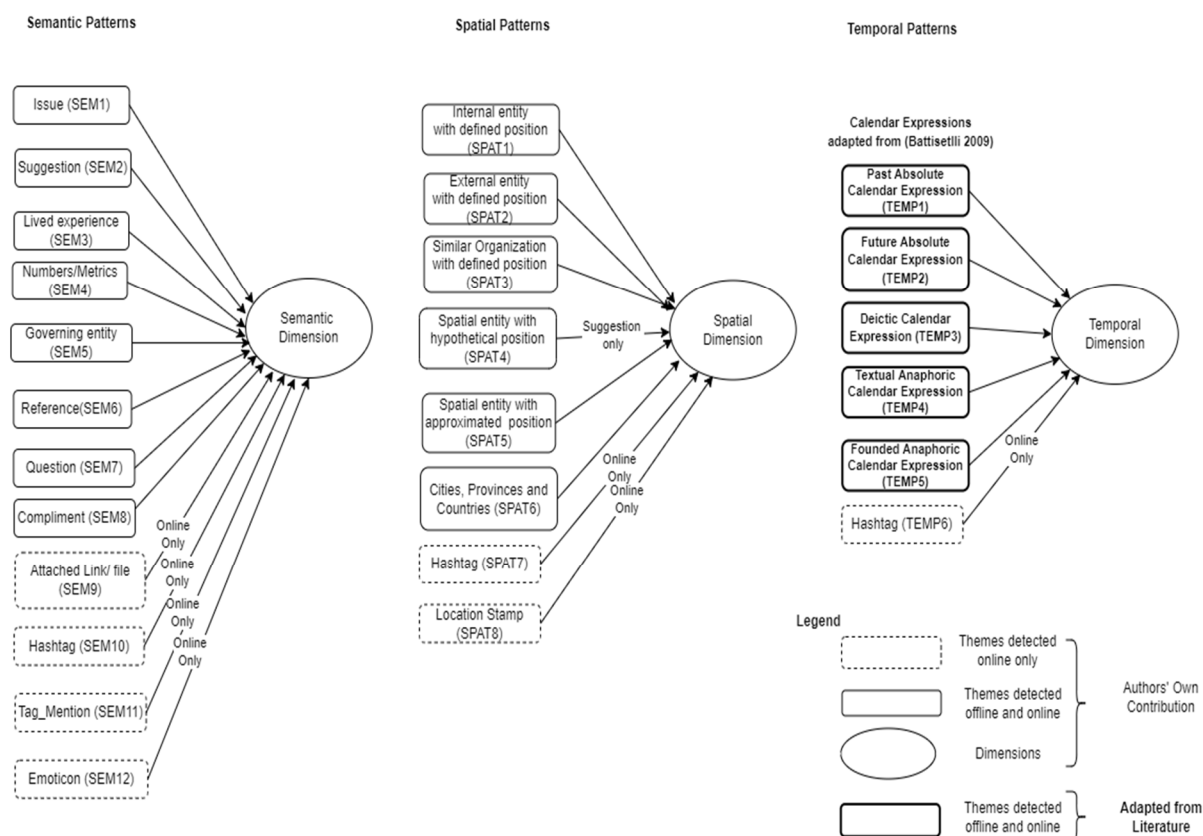 Semantic Patterns
Issue (SEM1)
Suggestion (SEM2)
Lived experience
(SEM3)
Numbers/Metrics
(SEM4)
Governing entity
(SEM5)
Reference(SEM6)
Question (SEM7)
Compliment (SEM8)
Attached Link/ file
(SEM9)
Hashtag (SEM10)
Tag_Mention (SEM11)
Emoticon (SEM12)
Online
Only
Online
Only
Online
Only
Online
Only
Semantic
Dimension
Spatial Patterns
Internal entity
with defined position
(SPAT1)
External entity
with defined position
(SPAT2)
Similar Organization
with defined position
(SPAT3)
Spatial entity with
hypothetical position
(SPAT4)
Suggestion
only
Spatial entity with
approximated position
(SPAT5)
Cities, Provinces and
Countries (SPAT6)
Hashtag (SPAT7)
Location Stamp
(SPAT8)
Online
Only
Online
Only
Spatial
Dimension
Temporal Patterns
Calendar Expressions
adapted from (Battisetlli 2009)
Past Absolute
Calendar Expression
(TEMP1)
Future Absolute
Calendar Expression
(TEMP2)
Deictic Calendar
Expression (TEMP3)
Textual Anaphoric
Calendar Expression
(TEMP4)
Founded Anaphoric
Calendar Expression
(TEMP5)
Hashtag (TEMP6)
Online
Only
Temporal
Dimension
Legend
Themes detected
online only
Themes detected
offline and online
Dimensions
Authors' Own
Contribution
Themes detected
offline and online
Adapted from
Literature